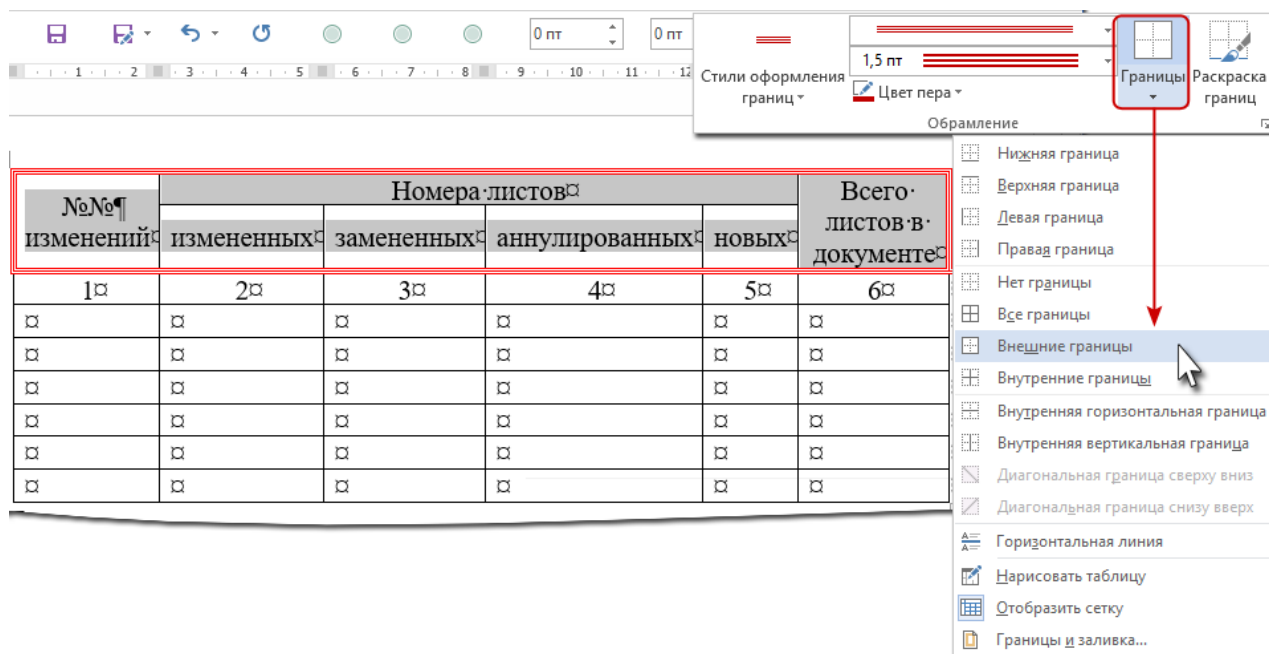 0 пт
0 пт
1 2 3 4 5 6 7 8 9 10 11 12
Стили оформления
границ
1,5 пт
Цвет пера
Границы
Раскраска
границ
Обрамление
№№¶
изменений¤
Номера·листов¤
Всего·
листов·в·
документе¤
измененных¤
замененных¤
аннулированных¤
новых¤
1¤ 2¤ 3¤ 4¤ 5¤ 6¤
¤ ¤ ¤ ¤ ¤ ¤
¤ ¤ ¤ ¤ ¤ ¤
¤ ¤ ¤ ¤ ¤ ¤
¤ ¤ ¤ ¤ ¤ ¤
¤ ¤ ¤ ¤ ¤ ¤
¤ ¤ ¤ ¤ ¤ ¤
Нижняя граница
Верхняя граница
Левая граница
Правая граница
Нет границы
Все границы
Внешние границы
Внутренние границы
Внутренняя горизонтальная граница
Внутренняя вертикальная граница
Диагональная граница сверху вниз
Диагональная граница снизу вверх
Горизонтальная линия
Нарисовать таблицу
Отобразить сетку
Границы и заливка...